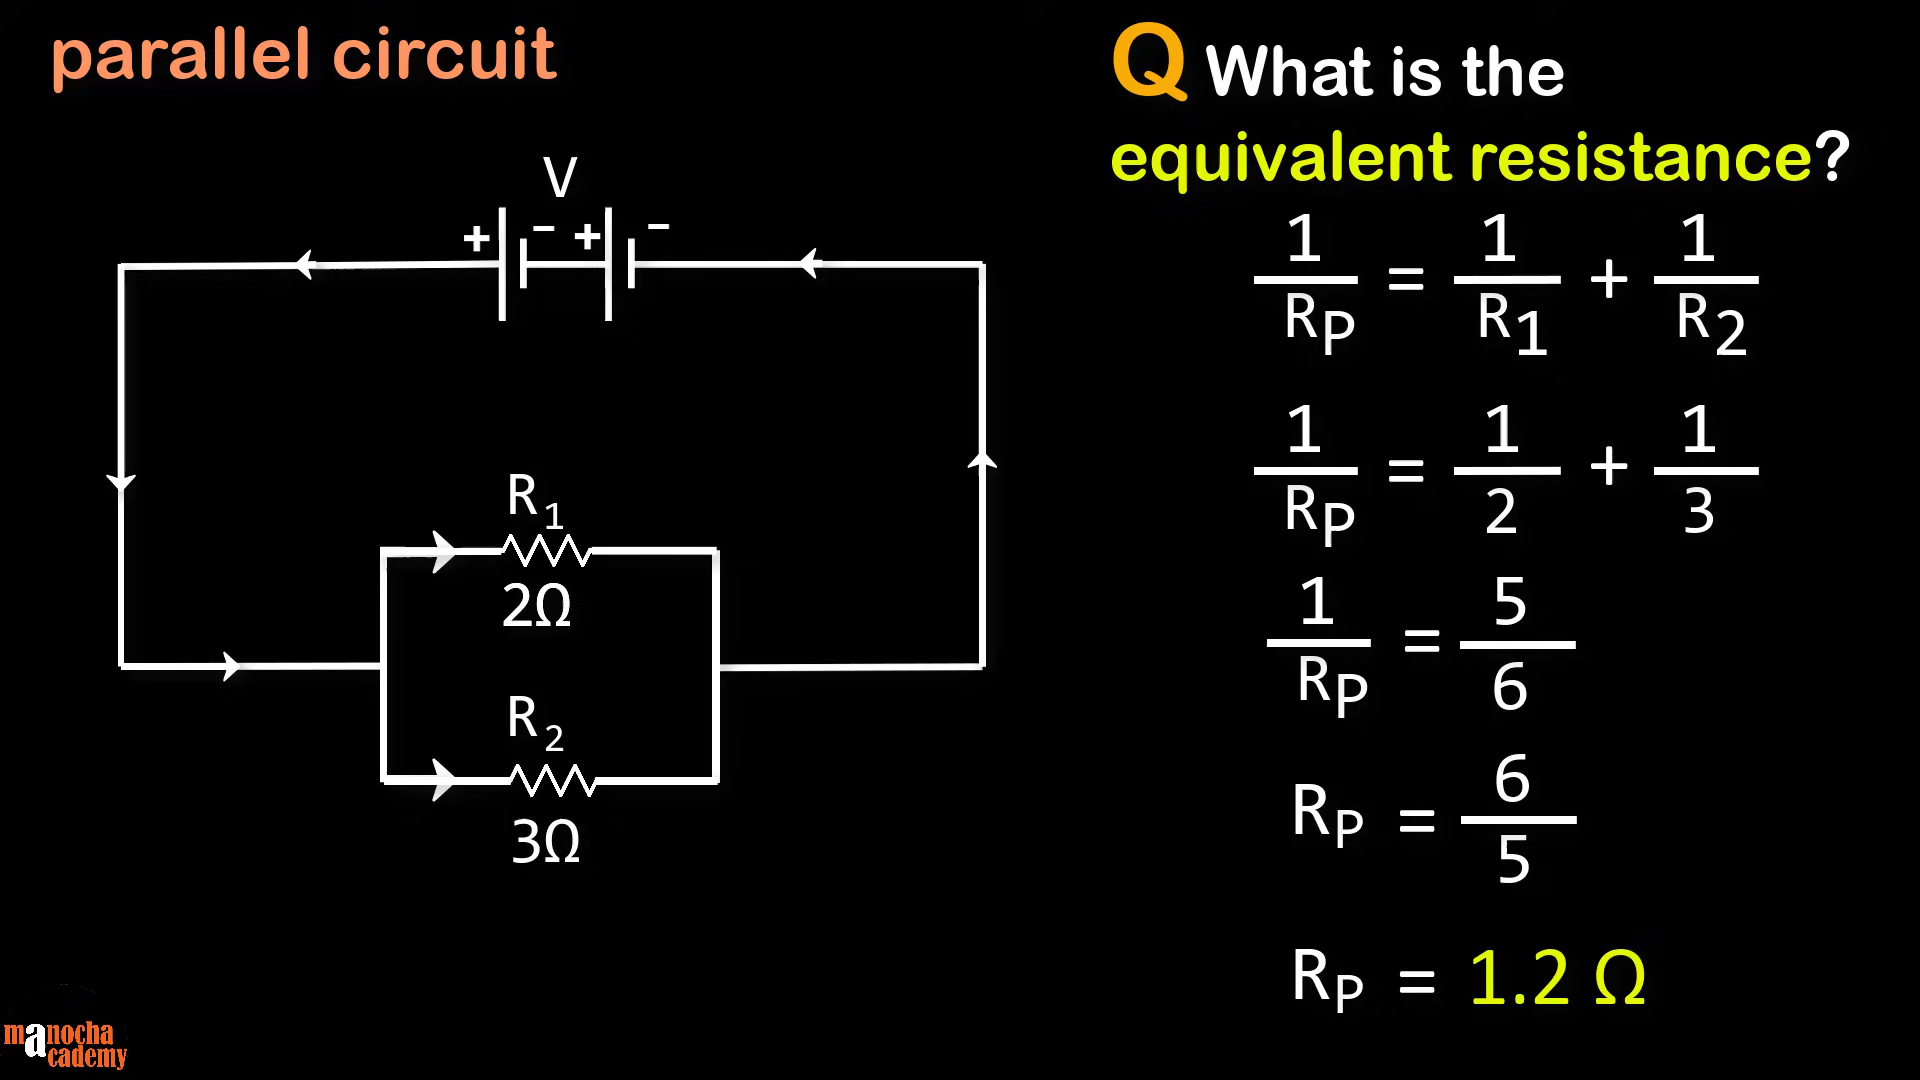 parallel circuit
V
+ − + −
R1
2Ω
R2
3Ω
Q What is the
equivalent resistance?
1/RP = 1/R1 + 1/R2
1/RP = 1/2 + 1/3
1/RP = 5/6
RP = 6/5
RP = 1.2 Ω
manocha
academy